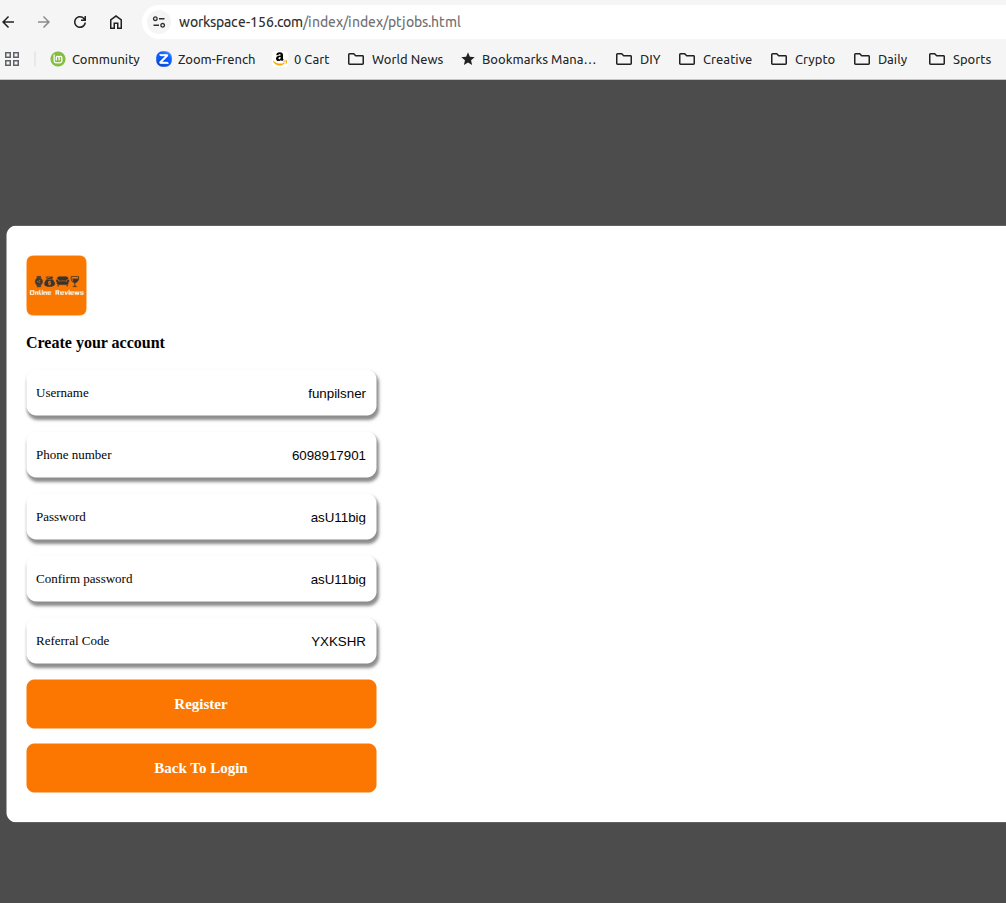 workspace-156.com/index/index/ptjobs.html
Community Zoom-French 0 Cart World News Bookmarks Mana... DIY Creative Crypto Daily Sports
Online Reviews
Create your account
Username funpilsner
Phone number 6098917901
Password asU11big
Confirm password asU11big
Referral Code YXKSHR
Register
Back To Login